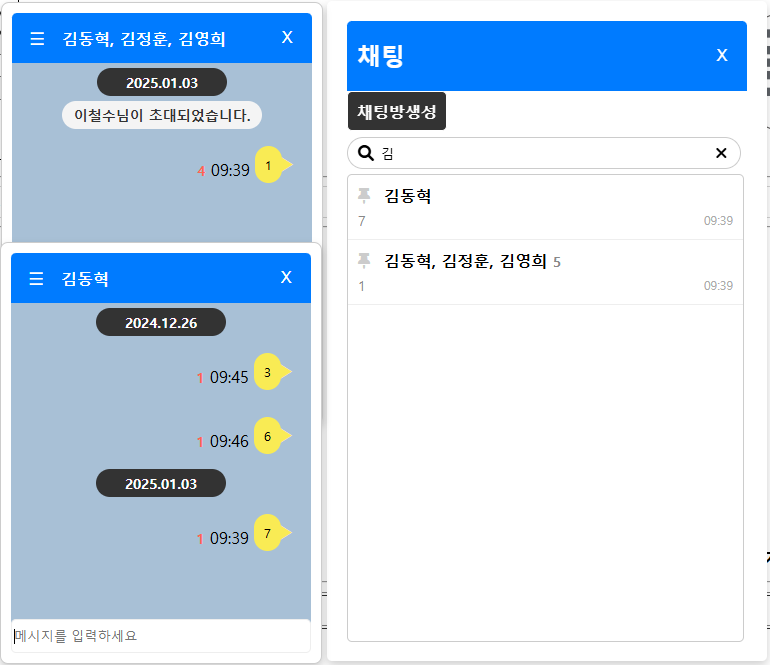 ☰ 김동혁, 김정훈, 김영희 X
2025.01.03
이철수님이 초대되었습니다.
4 09:39 1
☰ 김동혁 X
2024.12.26
1 09:45 3
1 09:46 6
2025.01.03
1 09:39 7
메시지를 입력하세요
채팅 X
채팅방생성
김
김동혁
7 09:39
김동혁, 김정훈, 김영희 5
1 09:39